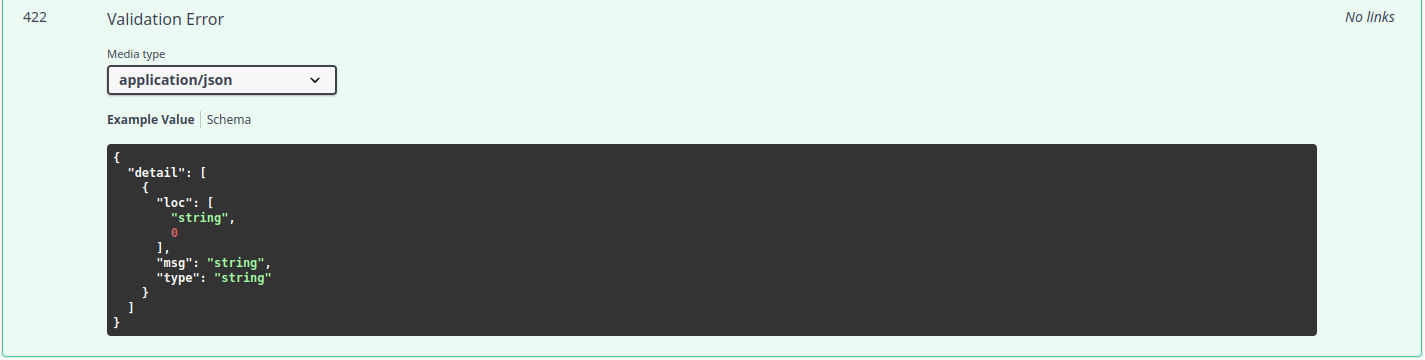 422 Validation Error No links
Media type
application/json
Example Value Schema
{
  "detail": [
    {
      "loc": [
        "string",
        0
      ],
      "msg": "string",
      "type": "string"
    }
  ]
}